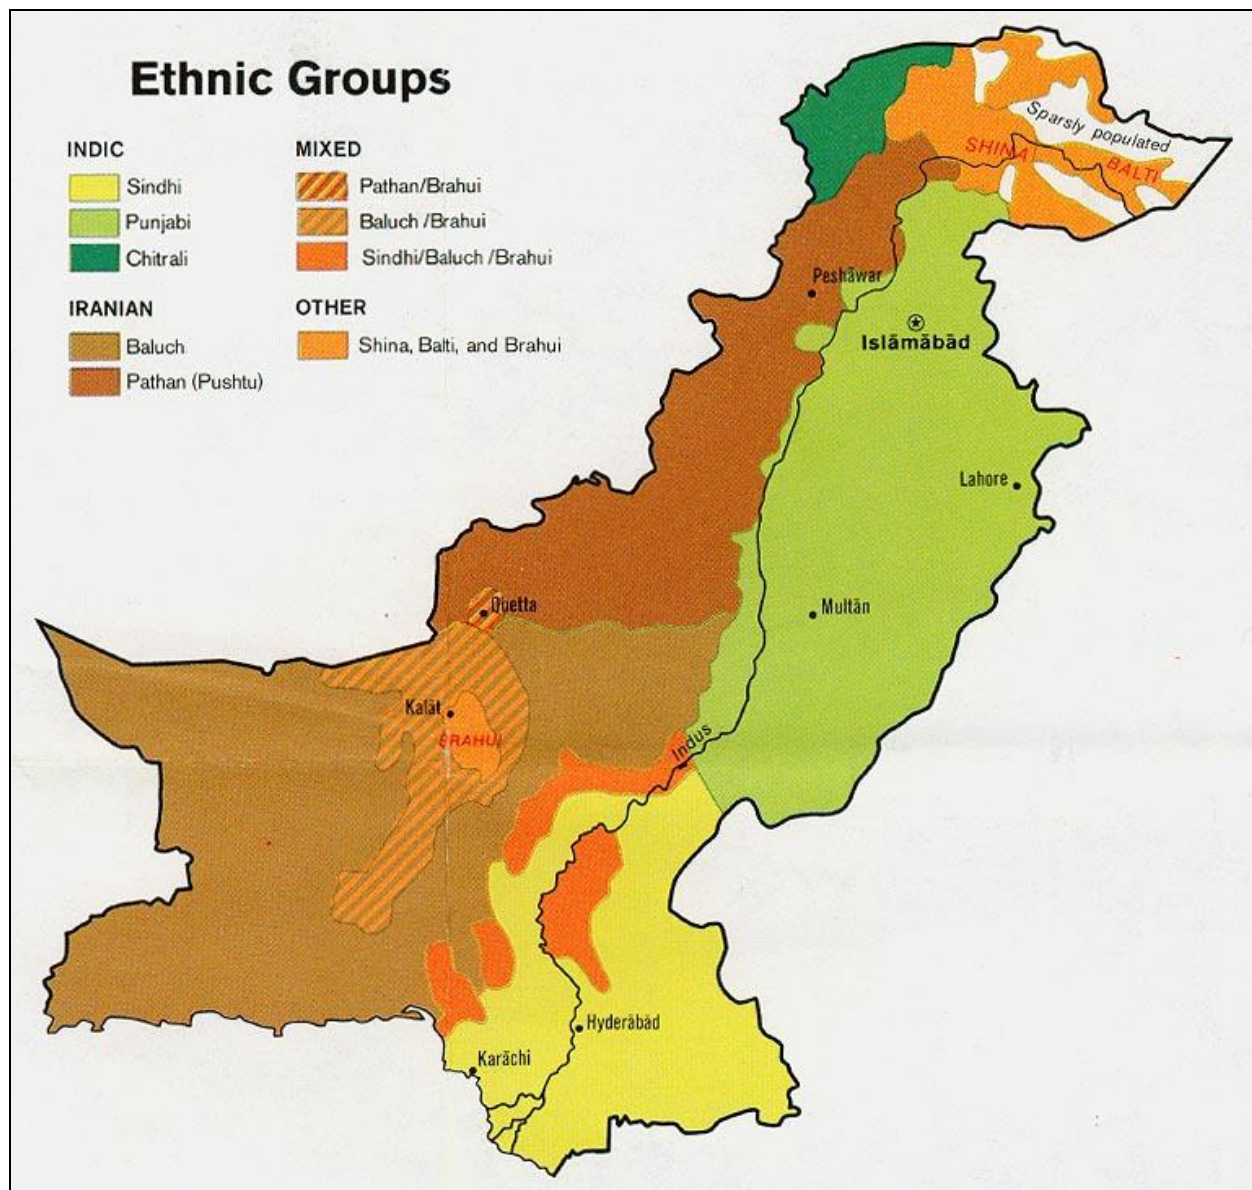 Ethnic Groups
INDIC
Sindhi
Punjabi
Chitrali
IRANIAN
Baluch
Pathan (Pushtu)
MIXED
Pathan/Brahui
Baluch /Brahui
Sindhi/Baluch /Brahui
OTHER
Shina, Balti, and Brahui
Sparsly populated
SHINA
BALTI
Peshāwar
Islāmābād
Lahore
Quetta
Multān
Kalāt
BRAHUI
Indus
Hyderābād
Karāchi